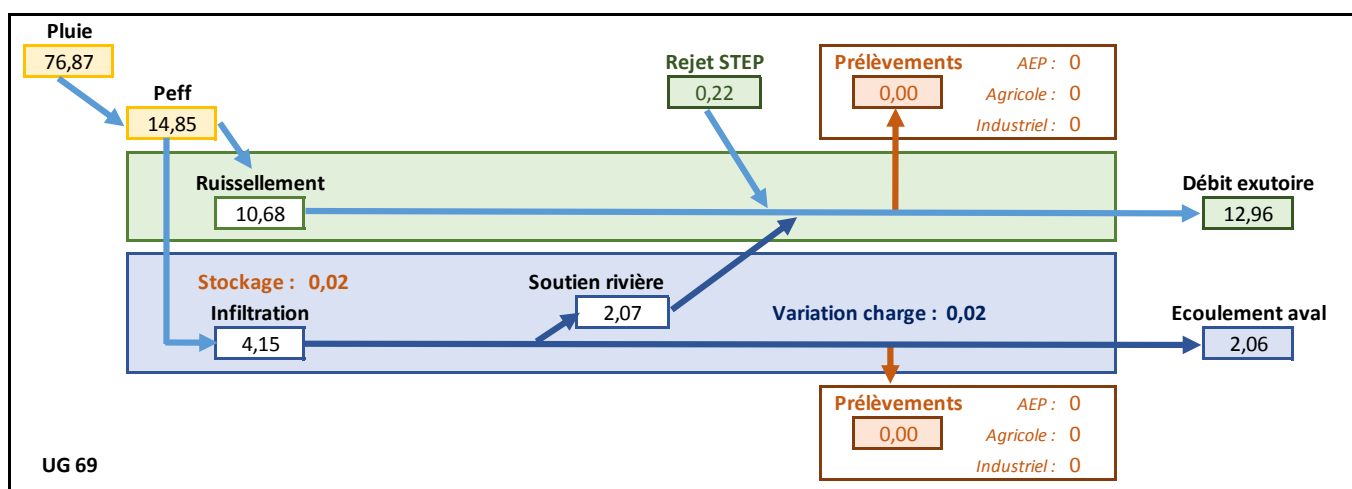 Pluie
76,87
Peff
14,85
Rejet STEP
0,22
Prélèvements
0,00
AEP : 0
Agricole : 0
Industriel : 0
Ruissellement
10,68
Débit exutoire
12,96
Stockage : 0,02
Infiltration
4,15
Soutien rivière
2,07
Variation charge : 0,02
Ecoulement aval
2,06
Prélèvements
0,00
AEP : 0
Agricole : 0
Industriel : 0
UG 69